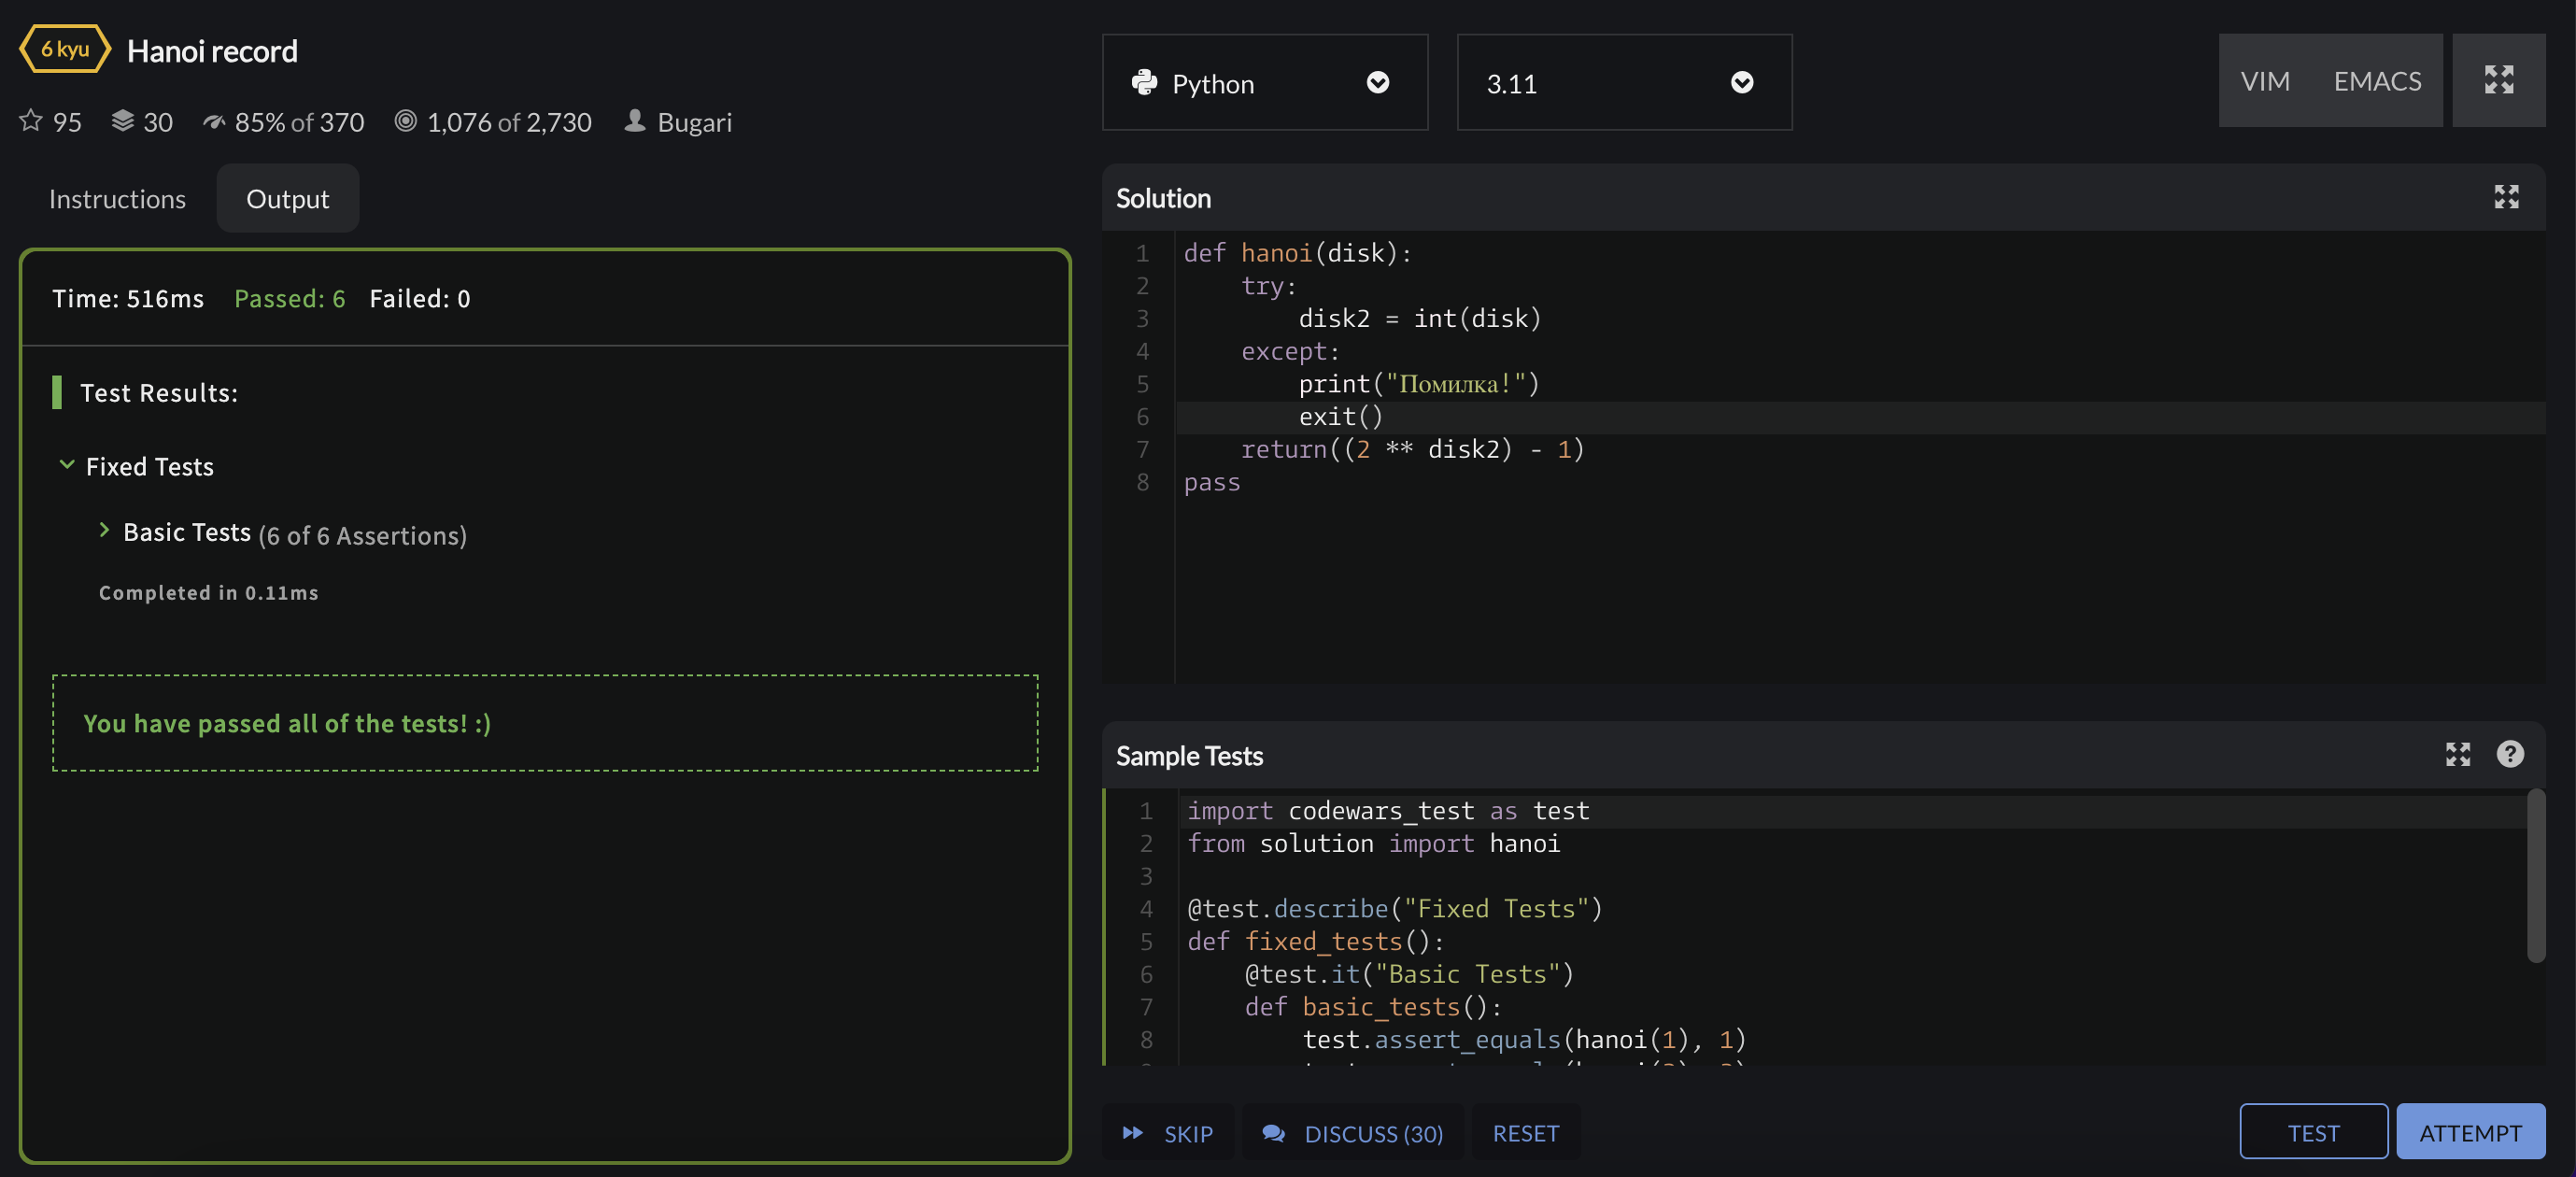 6 kyu Hanoi record
95 30 85% of 370 1,076 of 2,730 Bugari
Instructions Output
Time: 516ms Passed: 6 Failed: 0
Test Results:
Fixed Tests
Basic Tests (6 of 6 Assertions)
Completed in 0.11ms
You have passed all of the tests! :)
Python 3.11 VIM EMACS
Solution
1 def hanoi(disk):
2     try:
3         disk2 = int(disk)
4     except:
5         print("Помилка!")
6         exit()
7     return((2 ** disk2) - 1)
8 pass
Sample Tests
1 import codewars_test as test
2 from solution import hanoi
3
4 @test.describe("Fixed Tests")
5 def fixed_tests():
6     @test.it("Basic Tests")
7     def basic_tests():
8         test.assert_equals(hanoi(1), 1)
SKIP DISCUSS (30) RESET TEST ATTEMPT